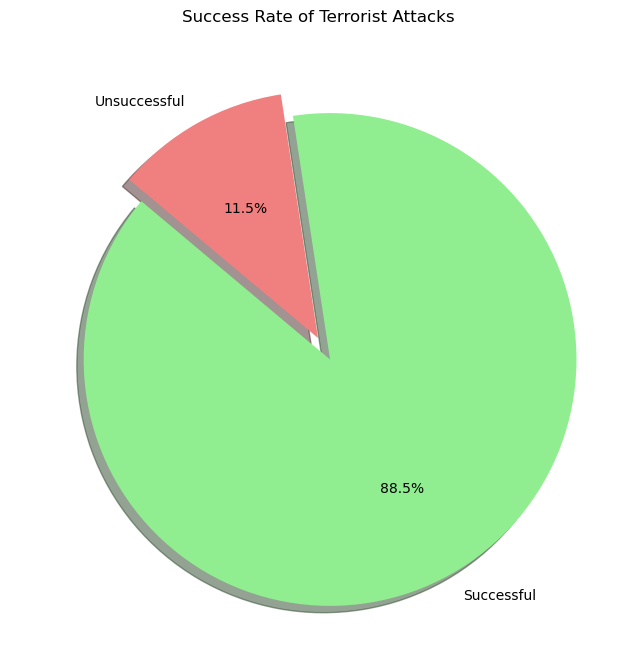 Success Rate of Terrorist Attacks
Unsuccessful
11.5%
88.5%
Successful